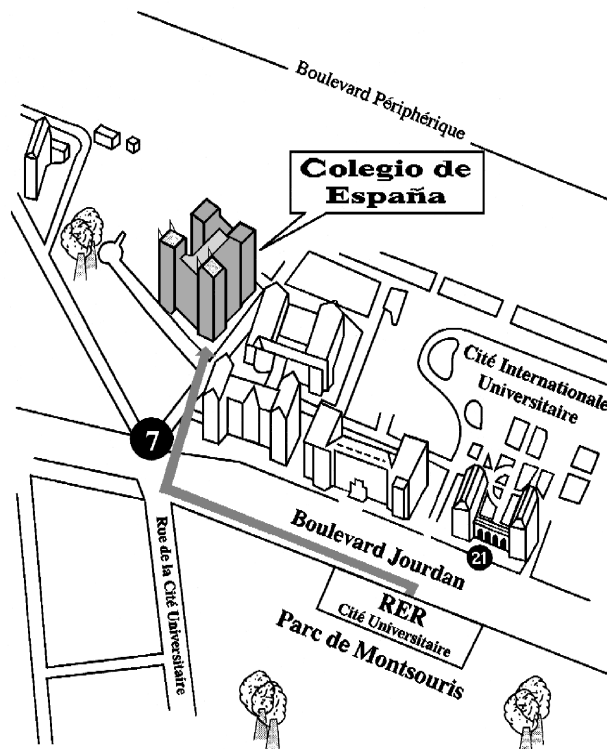 Boulevard Périphérique
Colegio de
España
Cité Internationale
Universitaire
7
Boulevard Jourdan
21
Rue de la Cité Universitaire
RER
Cité Universitaire
Parc de Montsouris